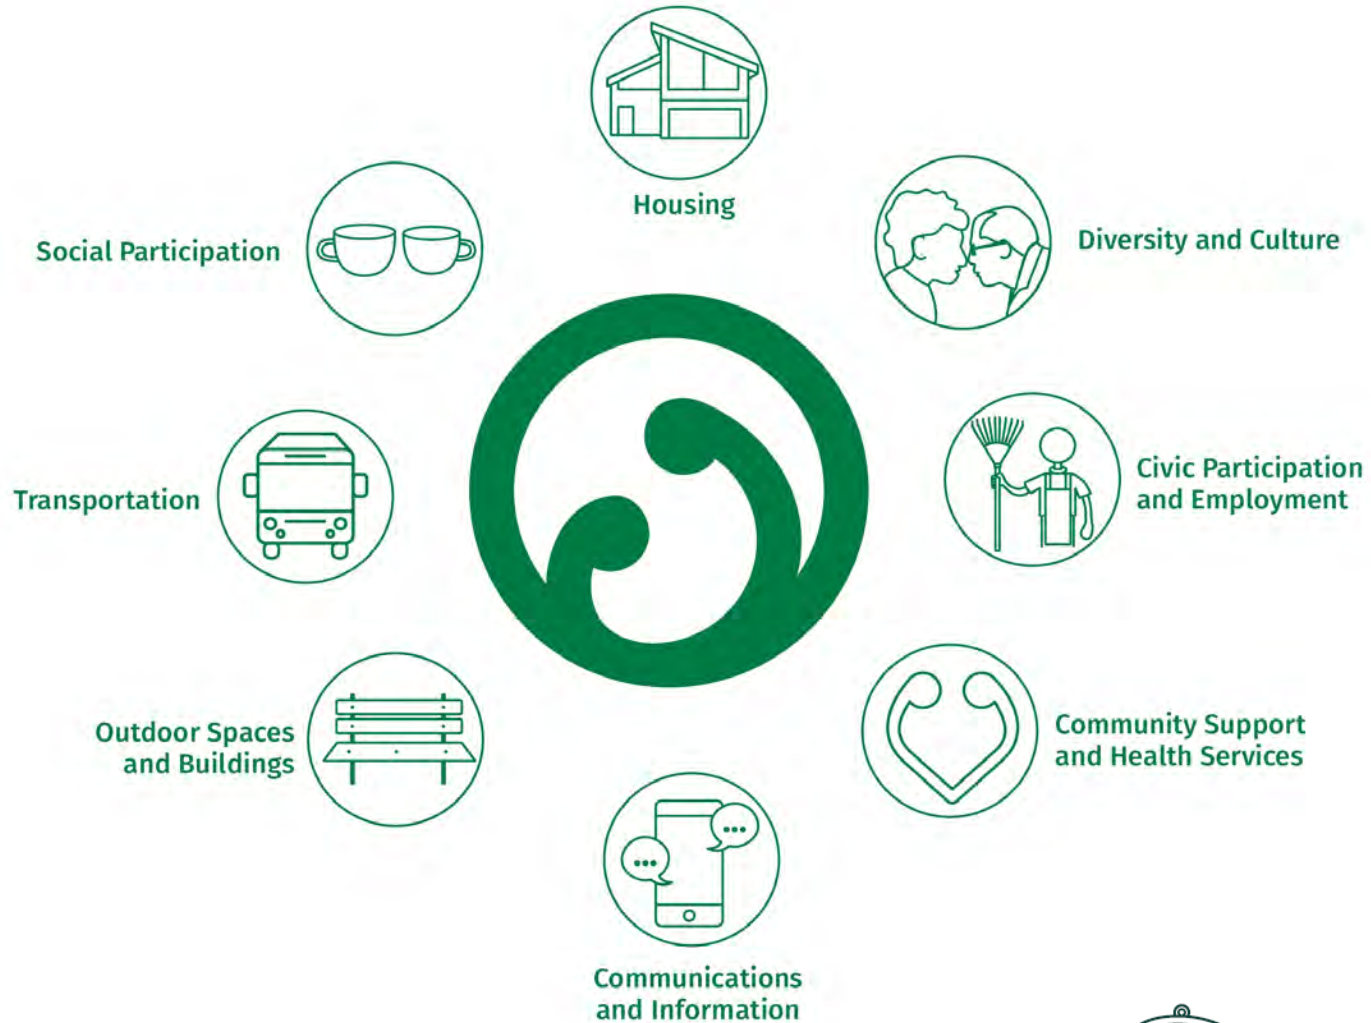 Housing
Diversity and Culture
Social Participation
Civic Participation
and Employment
Transportation
Community Support
and Health Services
Outdoor Spaces
and Buildings
Communications
and Information